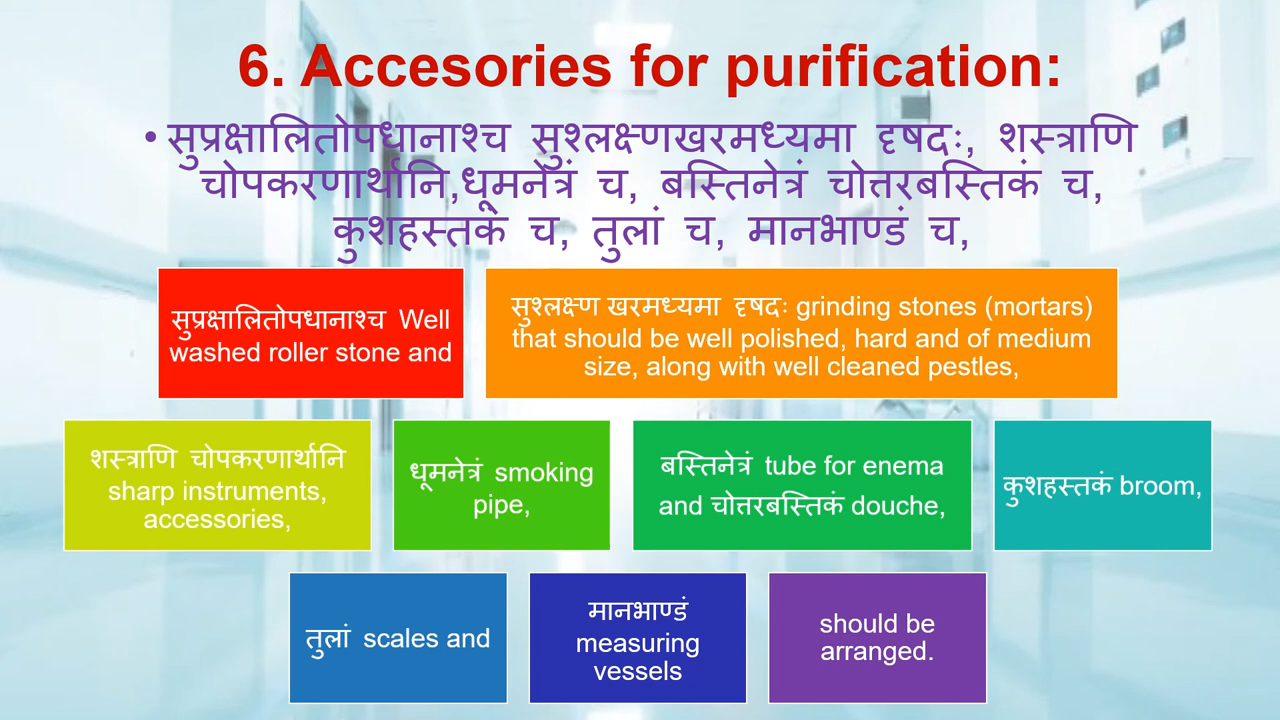 6. Accesories for purification:
• सुप्रक्षालितोपधानाश्च सुश्लक्ष्णखरमध्यमा दृषदः, शस्त्राणि
चोपकरणार्थानि,धूमनेत्रं च, बस्तिनेत्रं चोत्तरबस्तिकं च,
कुशहस्तकं च, तुलां च, मानभाण्डं च,
सुप्रक्षालितोपधानाश्च Well
washed roller stone and
सुश्लक्ष्ण खरमध्यमा दृषदः grinding stones (mortars)
that should be well polished, hard and of medium
size, along with well cleaned pestles,
शस्त्राणि चोपकरणार्थानि
sharp instruments,
accessories,
धूमनेत्रं smoking
pipe,
बस्तिनेत्रं tube for enema
and चोत्तरबस्तिकं douche,
कुशहस्तकं broom,
तुलां scales and
मानभाण्डं
measuring
vessels
should be
arranged.